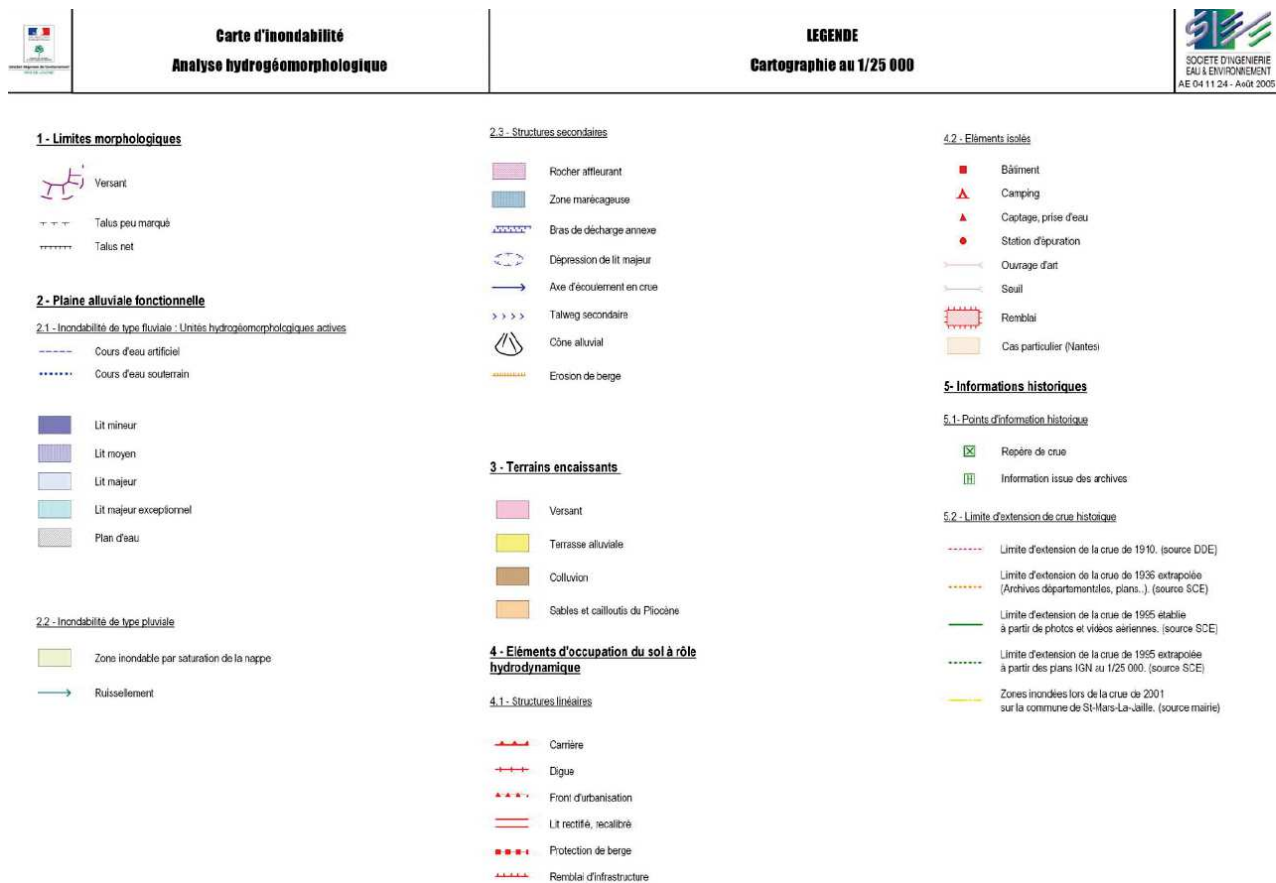 Carte d'inondabilité
Analyse hydrogéomorphologique
LEGENDE
Cartographie au 1/25 000
SOCIETE D'INGENIERIE
EAU & ENVIRONNEMENT
AE 04 11 24 - Août 2005
1 - Limites morphologiques
Versant
Talus peu marqué
Talus net
2 - Plaine alluviale fonctionnelle
2.1 - Inondabilité de type fluviale : Unités hydrogéomorphologiques actives
Cours d'eau artificiel
Cours d'eau souterrain
Lit mineur
Lit moyen
Lit majeur
Lit majeur exceptionnel
Plan d'eau
2.2 - Inondabilité de type pluviale
Zone inondable par saturation de la nappe
Ruissellement
2.3 - Structures secondaires
Rocher affleurant
Zone marécageuse
Bras de décharge annexe
Dépression de lit majeur
Axe d'écoulement en crue
Talweg secondaire
Cône alluvial
Erosion de berge
3 - Terrains encaissants
Versant
Terrasse alluviale
Colluvion
Sables et cailloutis du Pliocène
4 - Eléments d'occupation du sol à rôle
hydrodynamique
4.1 - Structures linéaires
Carrière
Digue
Front d'urbanisation
Lit rectifié, recalibré
Protection de berge
Remblai d'infrastructure
4.2 - Eléments isolés
Bâtiment
Camping
Captage, prise d'eau
Station d'épuration
Ouvrage d'art
Seuil
Remblai
Cas particulier (Nantes)
5- Informations historiques
5.1- Points d'information historique
Repère de crue
H Information issue des archives
5.2 - Limite d'extension de crue historique
Limite d'extension de la crue de 1910. (source DDE)
Limite d'extension de la crue de 1936 extrapolée
(Archives départementales, plans..). (source SCE)
Limite d'extension de la crue de 1995 établie
à partir de photos et vidéos aériennes. (source SCE)
Limite d'extension de la crue de 1995 extrapolée
à partir des plans IGN au 1/25 000. (source SCE)
Zones inondées lors de la crue de 2001
sur la commune de St-Mars-La-Jaille. (source mairie)